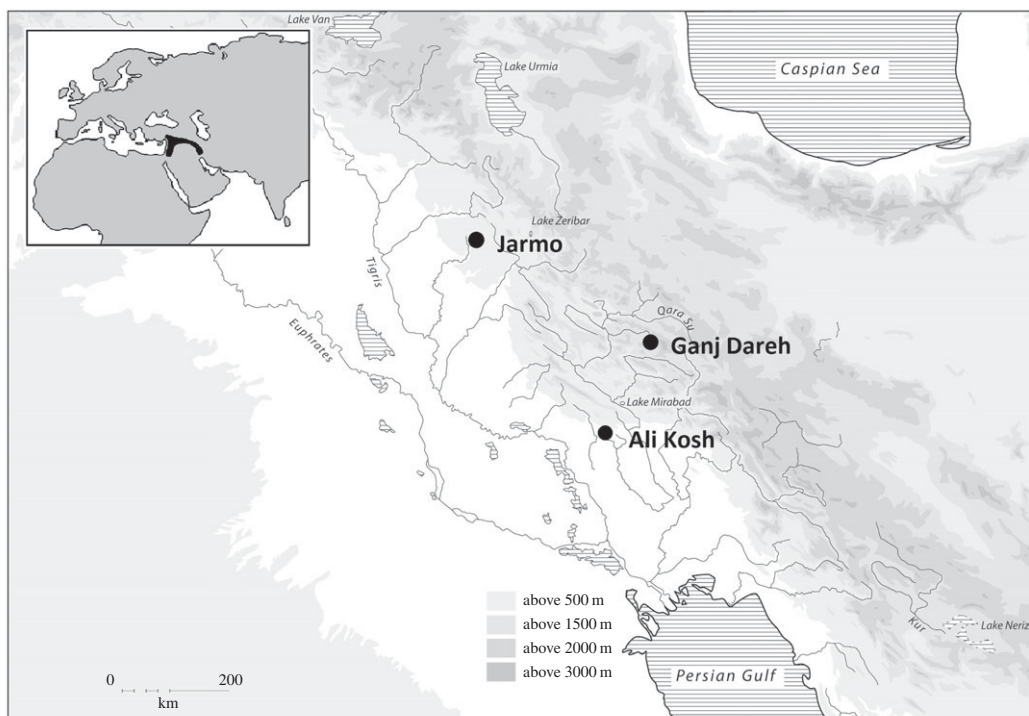 Lake Van
Lake Urmia
Caspian Sea
Lake Zeribar
Jarmo
Tigris
Qara Su
Euphrates
Ganj Dareh
Lake Mirabad
Ali Kosh
above 500 m
above 1500 m
above 2000 m
above 3000 m
Kur
Lake Neriz
Persian Gulf
0 200
km